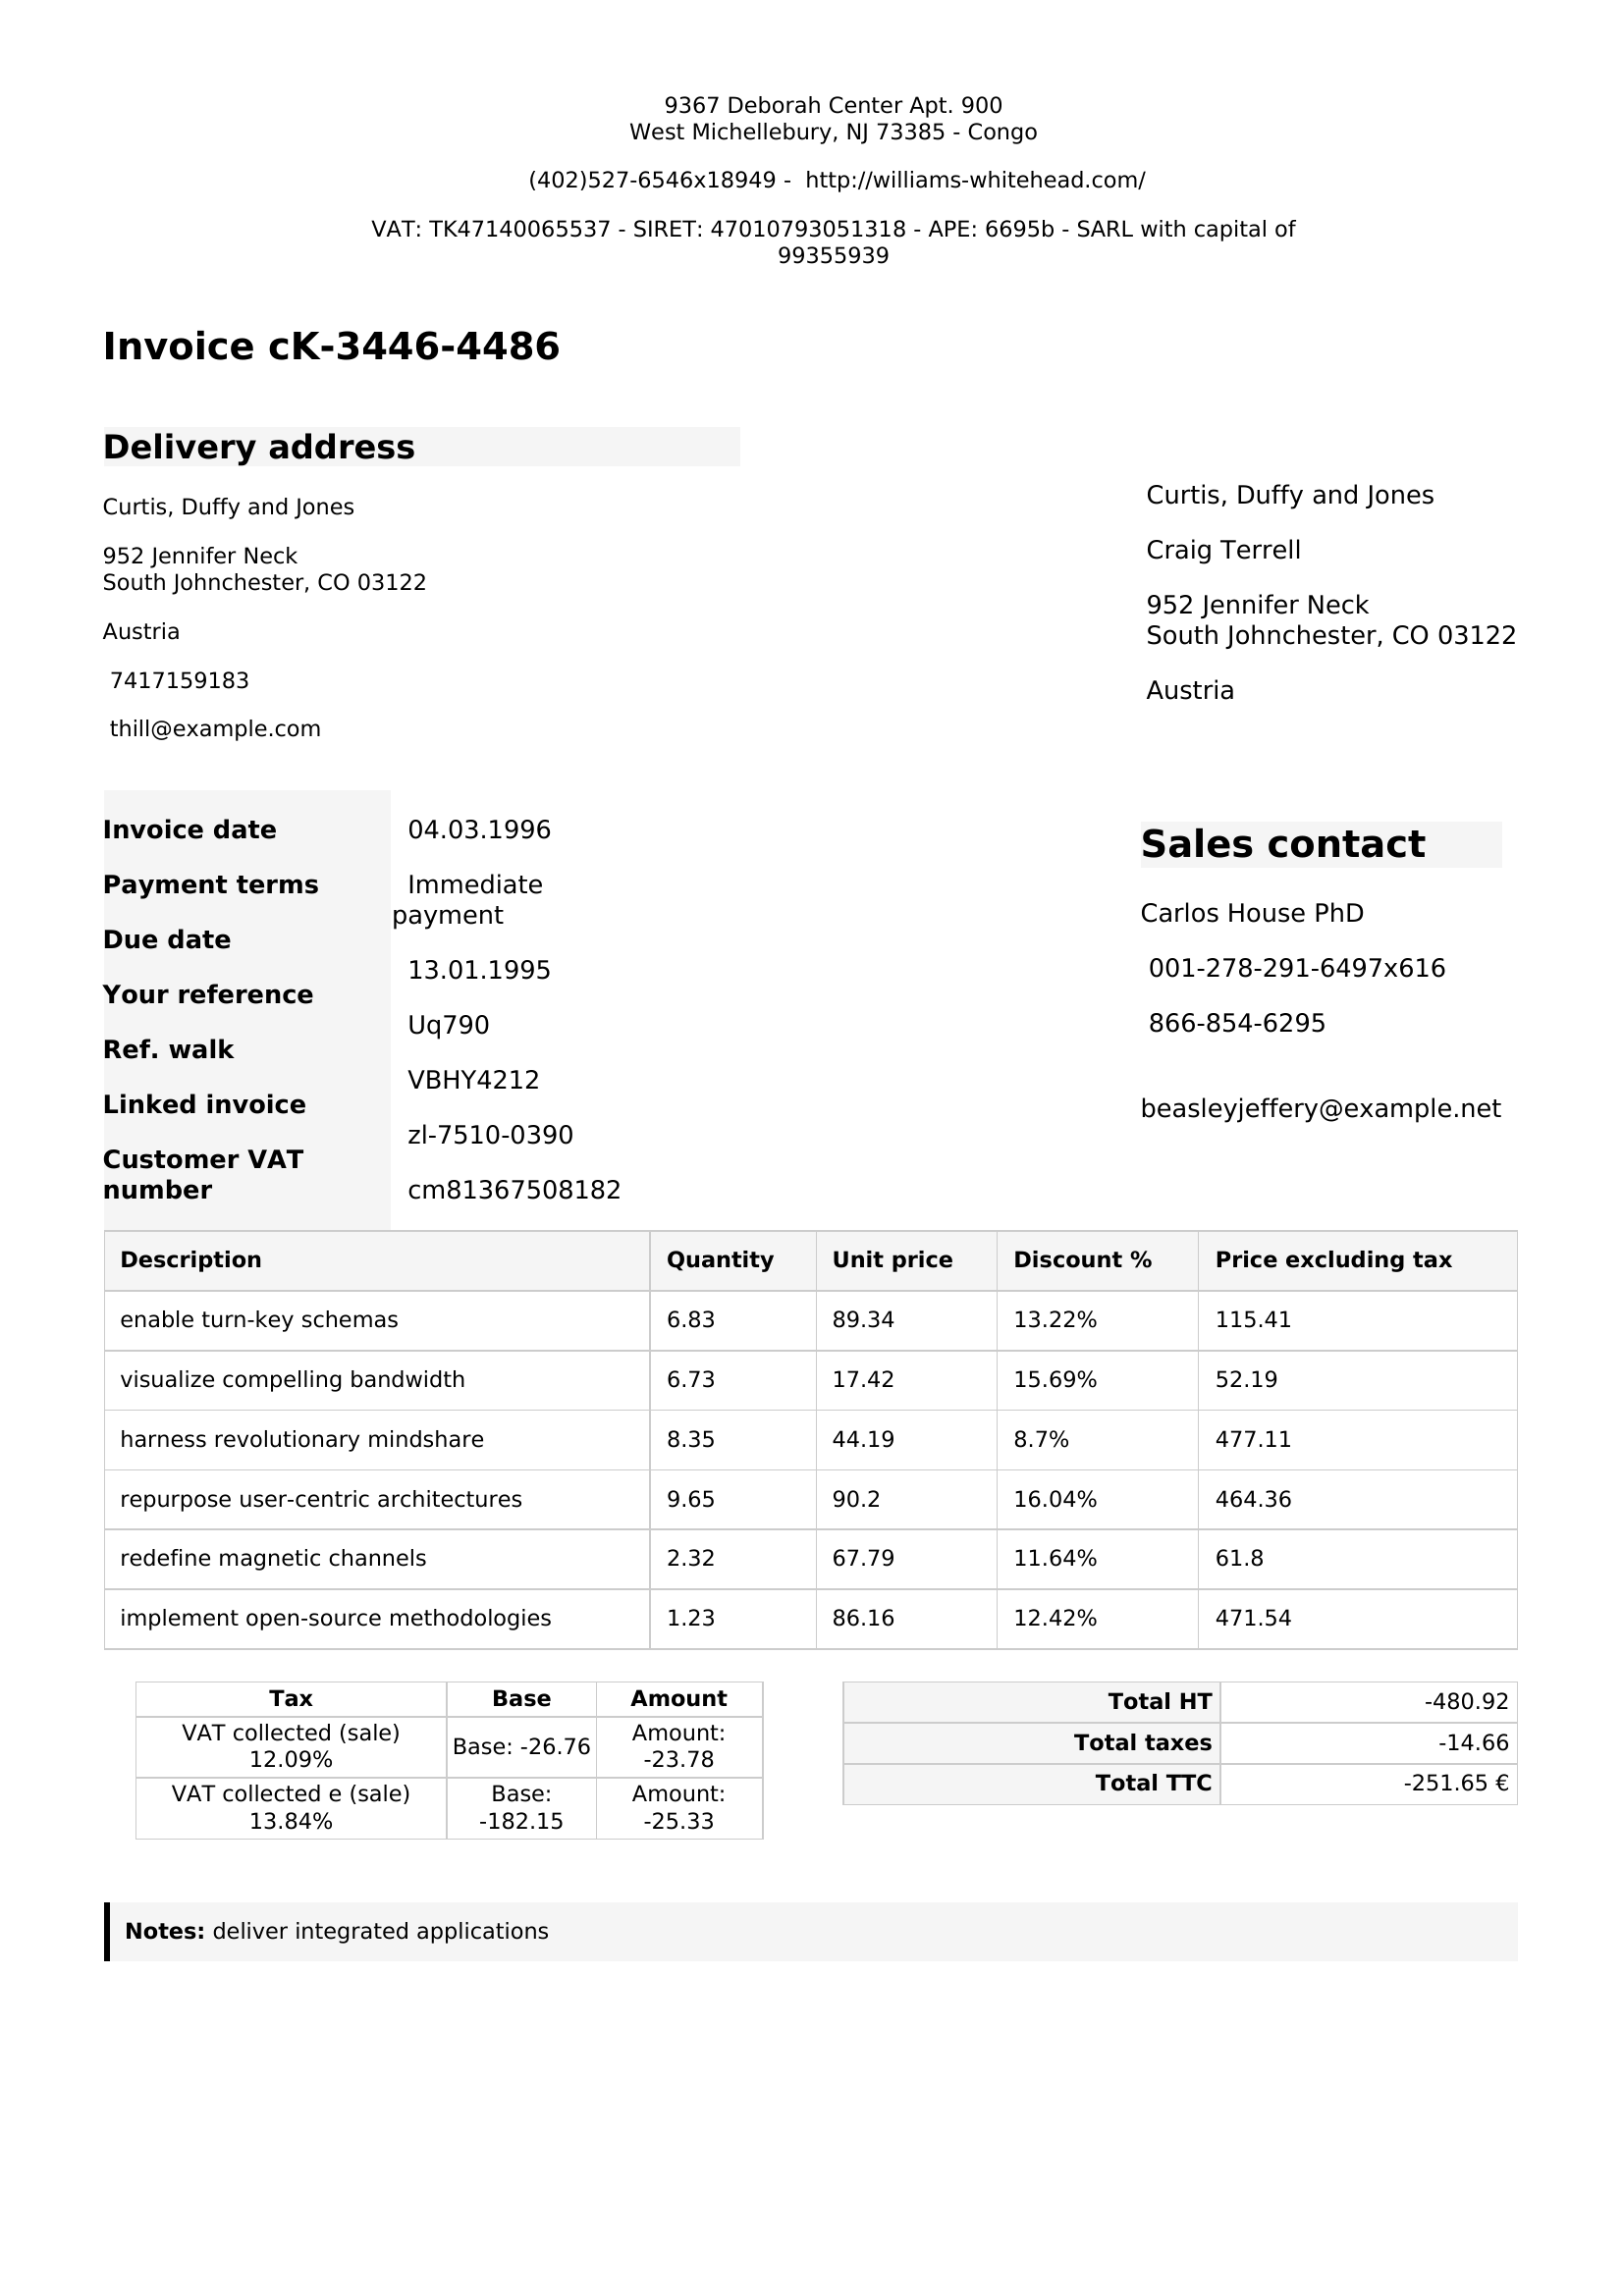 9367 Deborah Center Apt. 900
West Michellebury, NJ 73385 - Congo
(402)527-6546x18949 - http://williams-whitehead.com/
VAT: TK47140065537 - SIRET: 47010793051318 - APE: 6695b - SARL with capital of
99355939
Invoice cK-3446-4486
Delivery address
Curtis, Duffy and Jones
952 Jennifer Neck
South Johnchester, CO 03122
Austria
7417159183
thill@example.com
Curtis, Duffy and Jones
Craig Terrell
952 Jennifer Neck
South Johnchester, CO 03122
Austria
Invoice date
Payment terms
Due date
Your reference
Ref. walk
Linked invoice
Customer VAT
number
04.03.1996
Immediate
payment
13.01.1995
Uq790
VBHY4212
zl-7510-0390
cm81367508182
Sales contact
Carlos House PhD
001-278-291-6497x616
866-854-6295
beasleyjeffery@example.net
Description Quantity Unit price Discount % Price excluding tax
enable turn-key schemas 6.83 89.34 13.22% 115.41
visualize compelling bandwidth 6.73 17.42 15.69% 52.19
harness revolutionary mindshare 8.35 44.19 8.7% 477.11
repurpose user-centric architectures 9.65 90.2 16.04% 464.36
redefine magnetic channels 2.32 67.79 11.64% 61.8
implement open-source methodologies 1.23 86.16 12.42% 471.54
Tax Base Amount
VAT collected (sale)
12.09%
Base: -26.76
Amount:
-23.78
VAT collected e (sale)
13.84%
Base:
-182.15
Amount:
-25.33
Total HT -480.92
Total taxes -14.66
Total TTC -251.65 €
Notes: deliver integrated applications